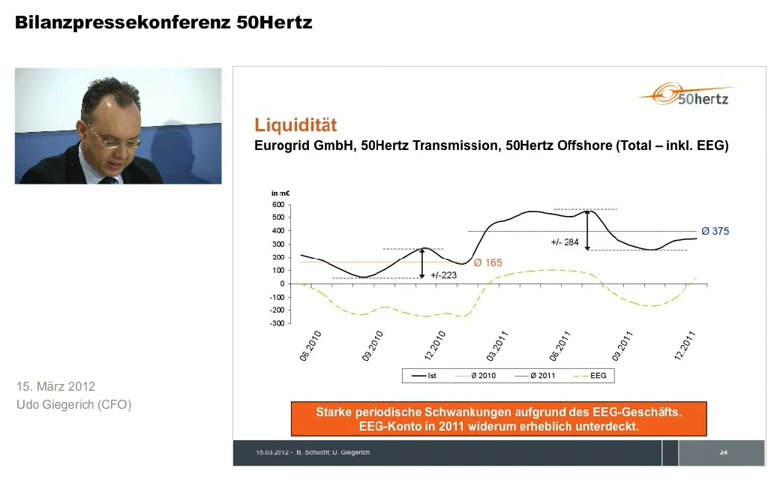 Bilanzpressekonferenz 50Hertz
50hertz
Liquidität
Eurogrid GmbH, 50Hertz Transmission, 50Hertz Offshore (Total – inkl. EEG)
in m€
600
500
400
300
200
100
0
-100
-200
-300
+/-223
Ø 165
+/- 284
Ø 375
06.2010
09.2010
12.2010
03.2011
06.2011
09.2011
12.2011
Ist
Ø 2010
Ø 2011
EEG
15. März 2012
Udo Giegerich (CFO)
Starke periodische Schwankungen aufgrund des EEG-Geschäfts.
EEG-Konto in 2011 widerum erheblich unterdeckt.
15.03.2012 - B. Schucht, U. Giegerich
24